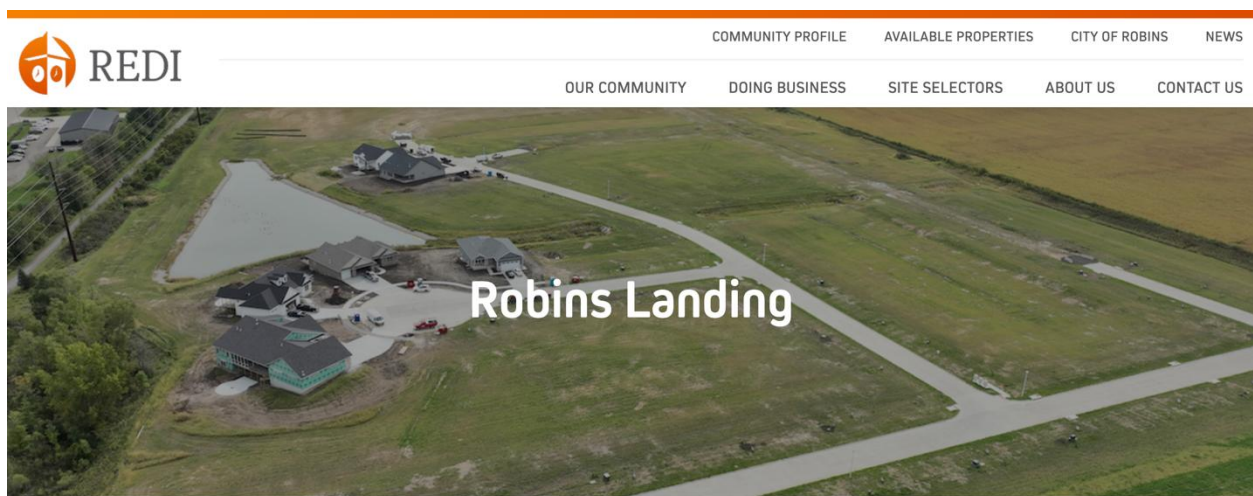 REDI
COMMUNITY PROFILE AVAILABLE PROPERTIES CITY OF ROBINS NEWS
OUR COMMUNITY DOING BUSINESS SITE SELECTORS ABOUT US CONTACT US
Robins Landing